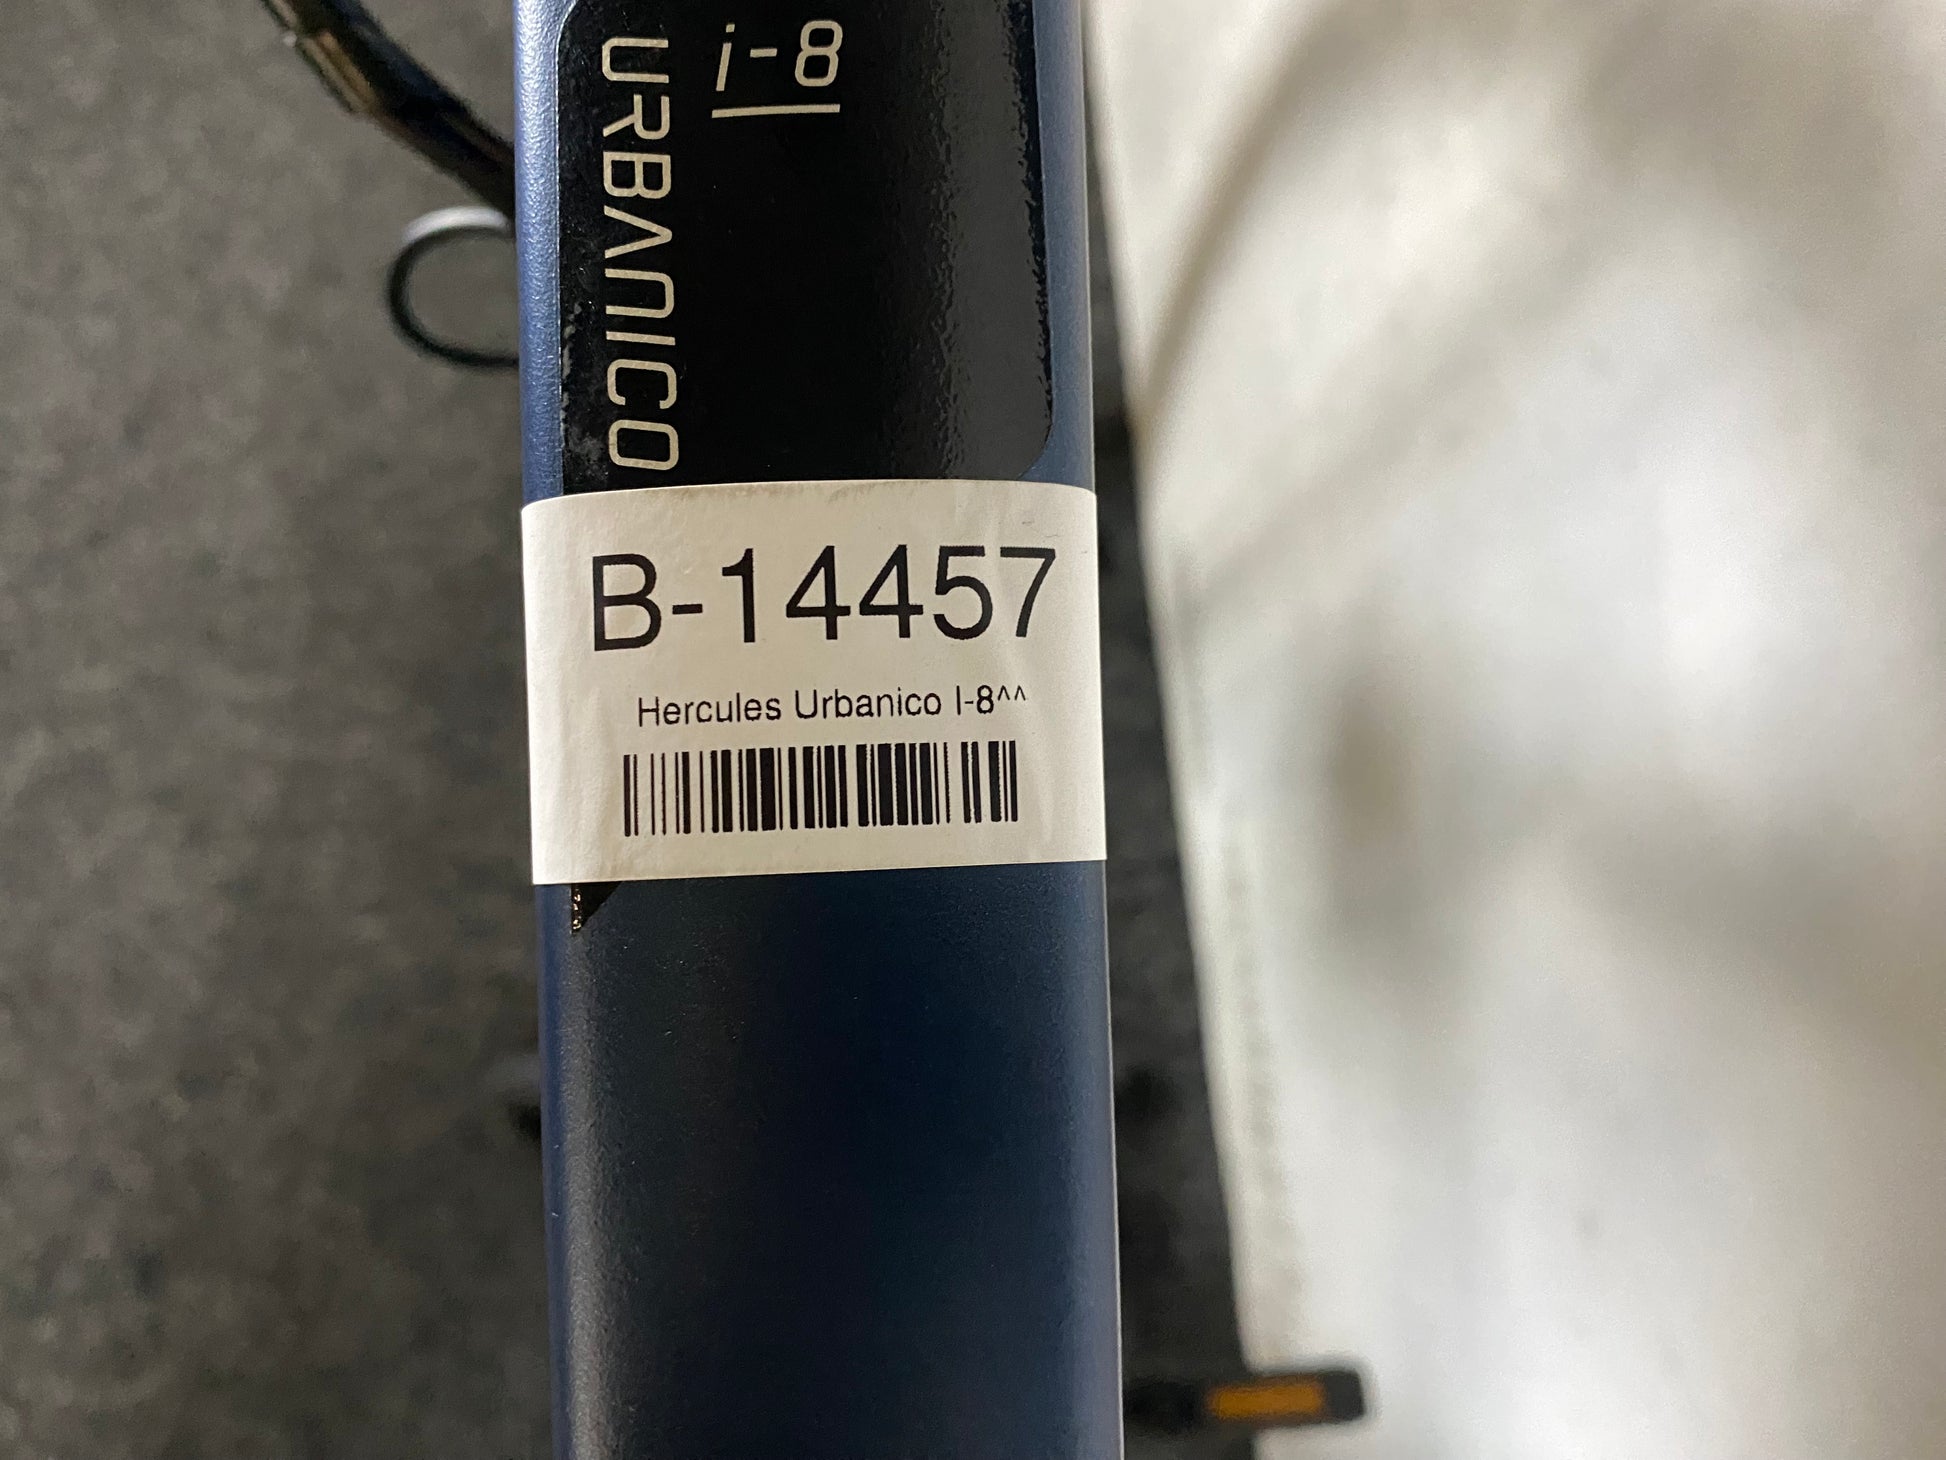 i-8
URBANICO
B-14457
Hercules Urbanico I-8^^